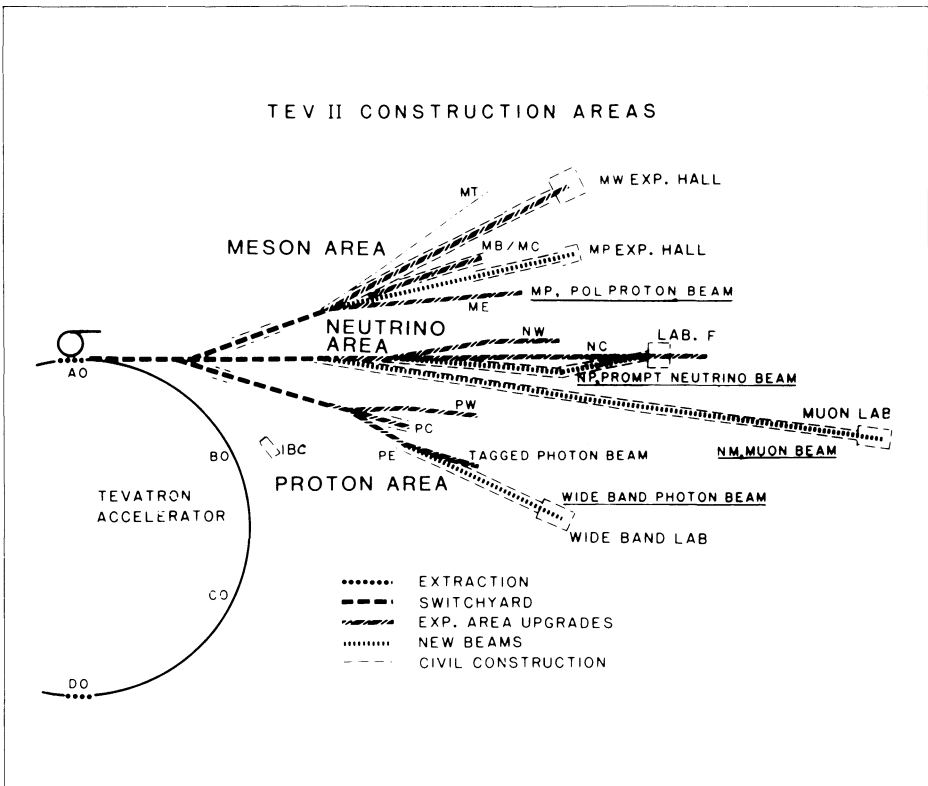 TEV II CONSTRUCTION AREAS
MW EXP. HALL
MT
MESON AREA
MB/MC
MP EXP. HALL
MP, POL PROTON BEAM
ME
NEUTRINO
AREA
NW
NC
LAB. F
NP, PROMPT NEUTRINO BEAM
AO
MUON LAB
NM, MUON BEAM
PW
PC
BO
IBC
PE
TAGGED PHOTON BEAM
PROTON AREA
WIDE BAND PHOTON BEAM
TEVATRON
ACCELERATOR
WIDE BAND LAB
EXTRACTION
SWITCHYARD
EXP. AREA UPGRADES
NEW BEAMS
CIVIL CONSTRUCTION
CO
DO